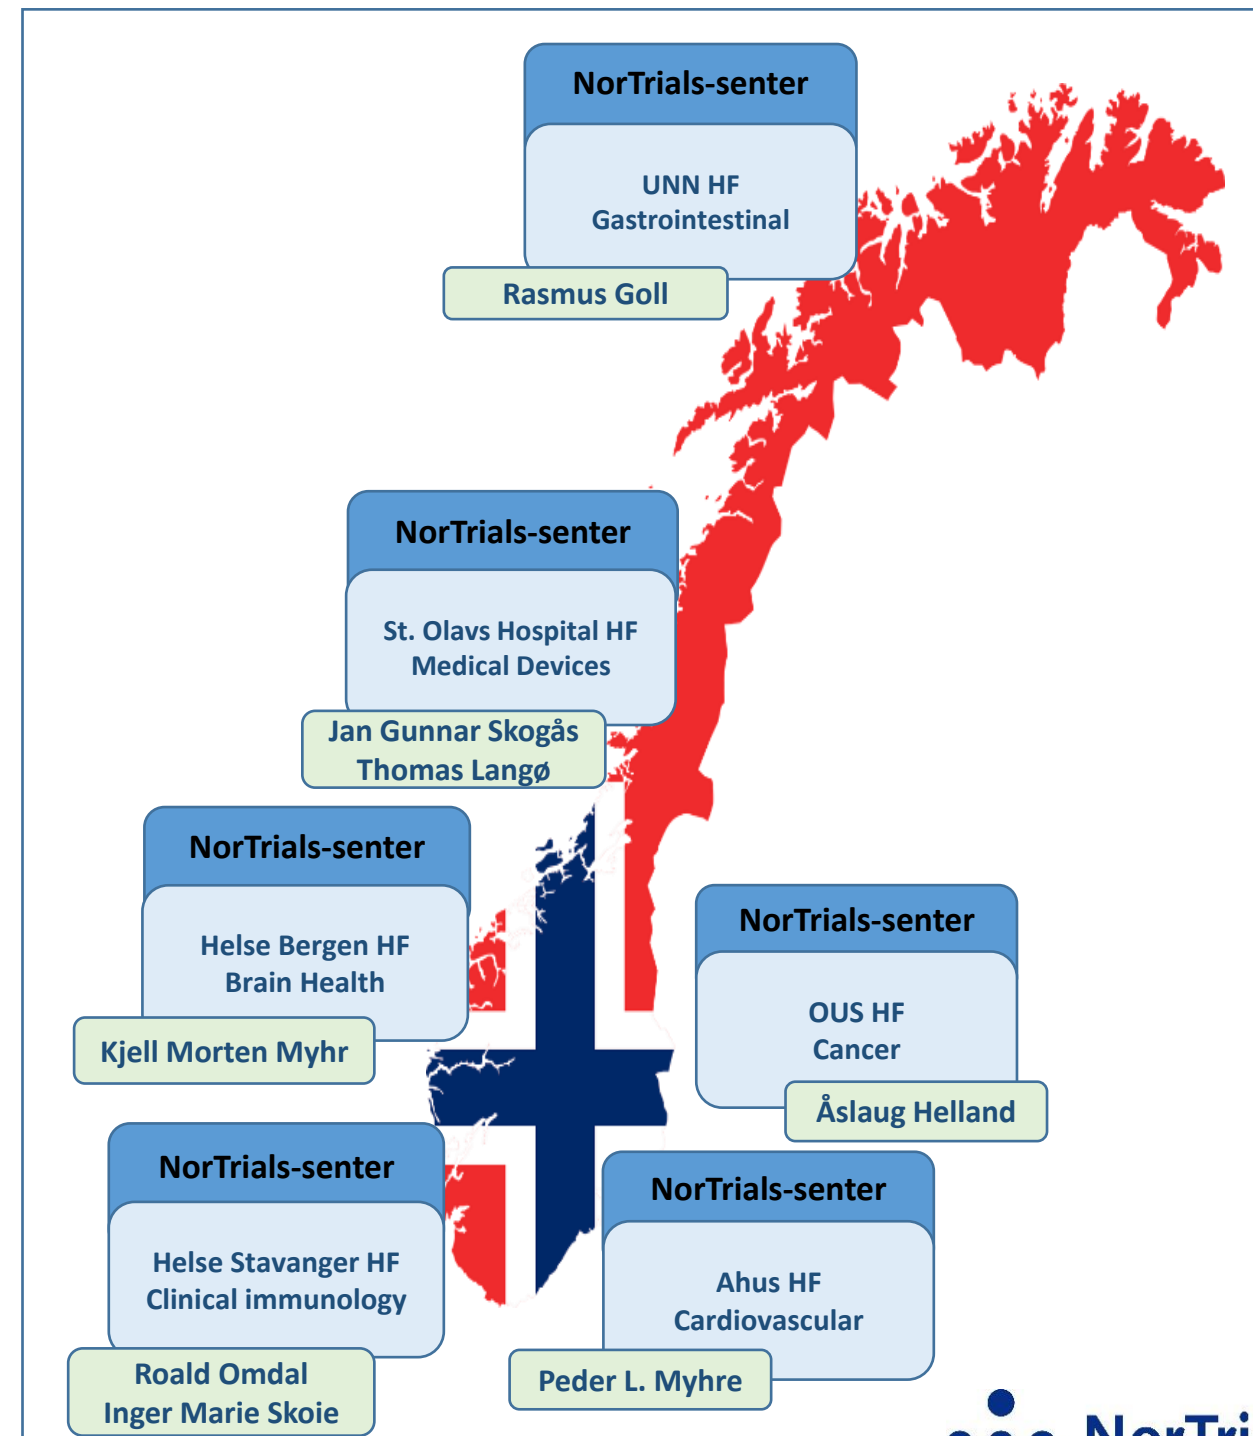 NorTrials-senter
UNN HF
Gastrointestinal
Rasmus Goll
NorTrials-senter
St. Olavs Hospital HF
Medical Devices
Jan Gunnar Skogås
Thomas Langø
NorTrials-senter
Helse Bergen HF
Brain Health
Kjell Morten Myhr
NorTrials-senter
OUS HF
Cancer
Åslaug Helland
NorTrials-senter
Helse Stavanger HF
Clinical immunology
Roald Omdal
Inger Marie Skoie
NorTrials-senter
Ahus HF
Cardiovascular
Peder L. Myhre